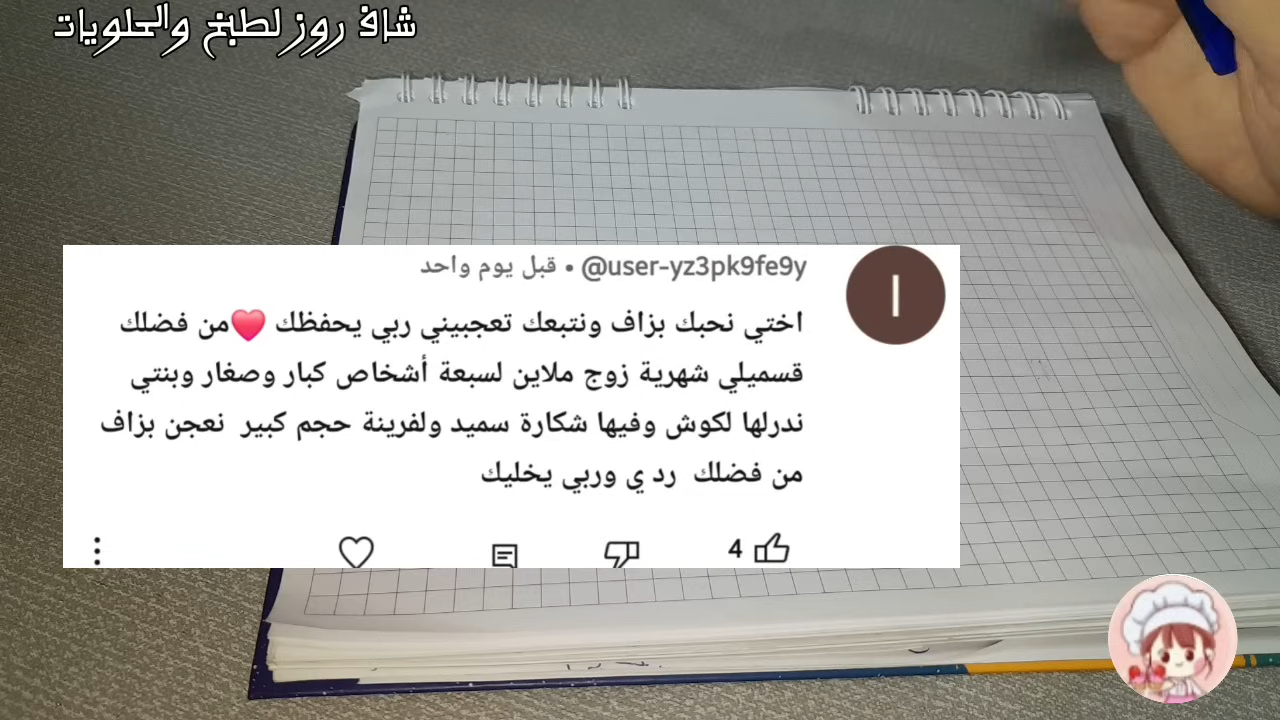 شاف روز لطبخ والحلويات
@user-yz3pk9fe9y • قبل يوم واحد
ا
اختي نحبك بزاف ونتبعك تعجبيني ربي يحفظك ❤️من فضلك
قسميلي شهرية زوج ملاين لسبعة أشخاص كبار وصغار وبنتي
ندرلها لكوش وفيها شكارة سميد ولفرينة حجم كبير نعجن بزاف
من فضلك رد ي وربي يخليك
4